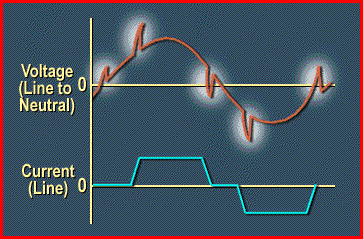 Voltage
(Line to
Neutral)
0
Current
(Line)
0